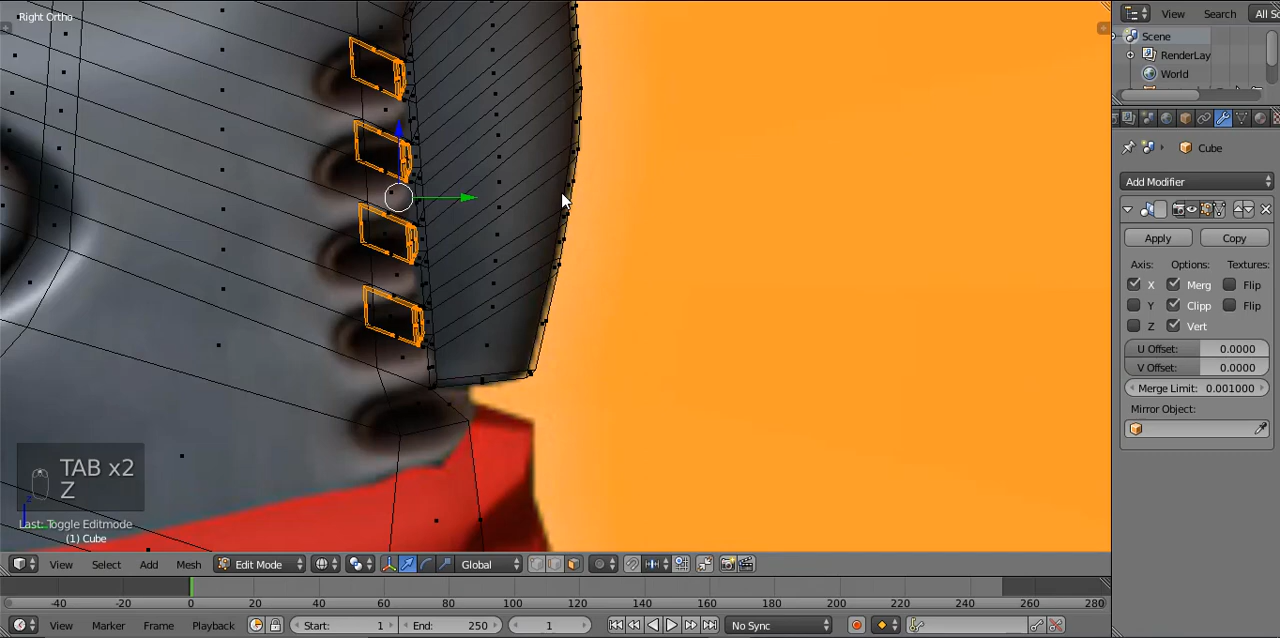 Right Ortho
View Search All Sc
Scene
RenderLay
World
Cube
Add Modifier
Apply Copy
Axis: Options: Textures:
X Merg Flip
Y Clipp Flip
Z Vert
U Offset: 0.0000
V Offset: 0.0000
Merge Limit: 0.001000
Mirror Object:
TAB x2
Z
Last: Toggle Editmode
(1) Cube
View Select Add Mesh Edit Mode Global
-40 -20 0 20 40 60 80 100 120 140 160 180 200 220 240 260 280
View Marker Frame Playback Start: 1 End: 250 1 No Sync